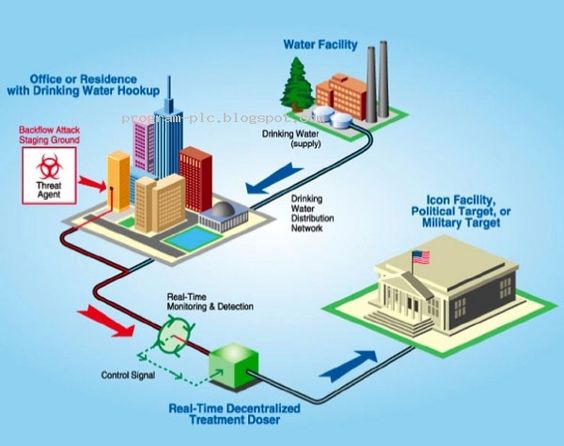 Water Facility
Office or Residence
with Drinking Water Hookup
program-plc.blogspot.com
Backflow Attack
Staging Ground
Threat
Agent
Drinking Water
(supply)
Drinking
Water
Distribution
Network
Icon Facility,
Political Target, or
Military Target
Real-Time
Monitoring & Detection
Control Signal
Real-Time Decentralized
Treatment Doser